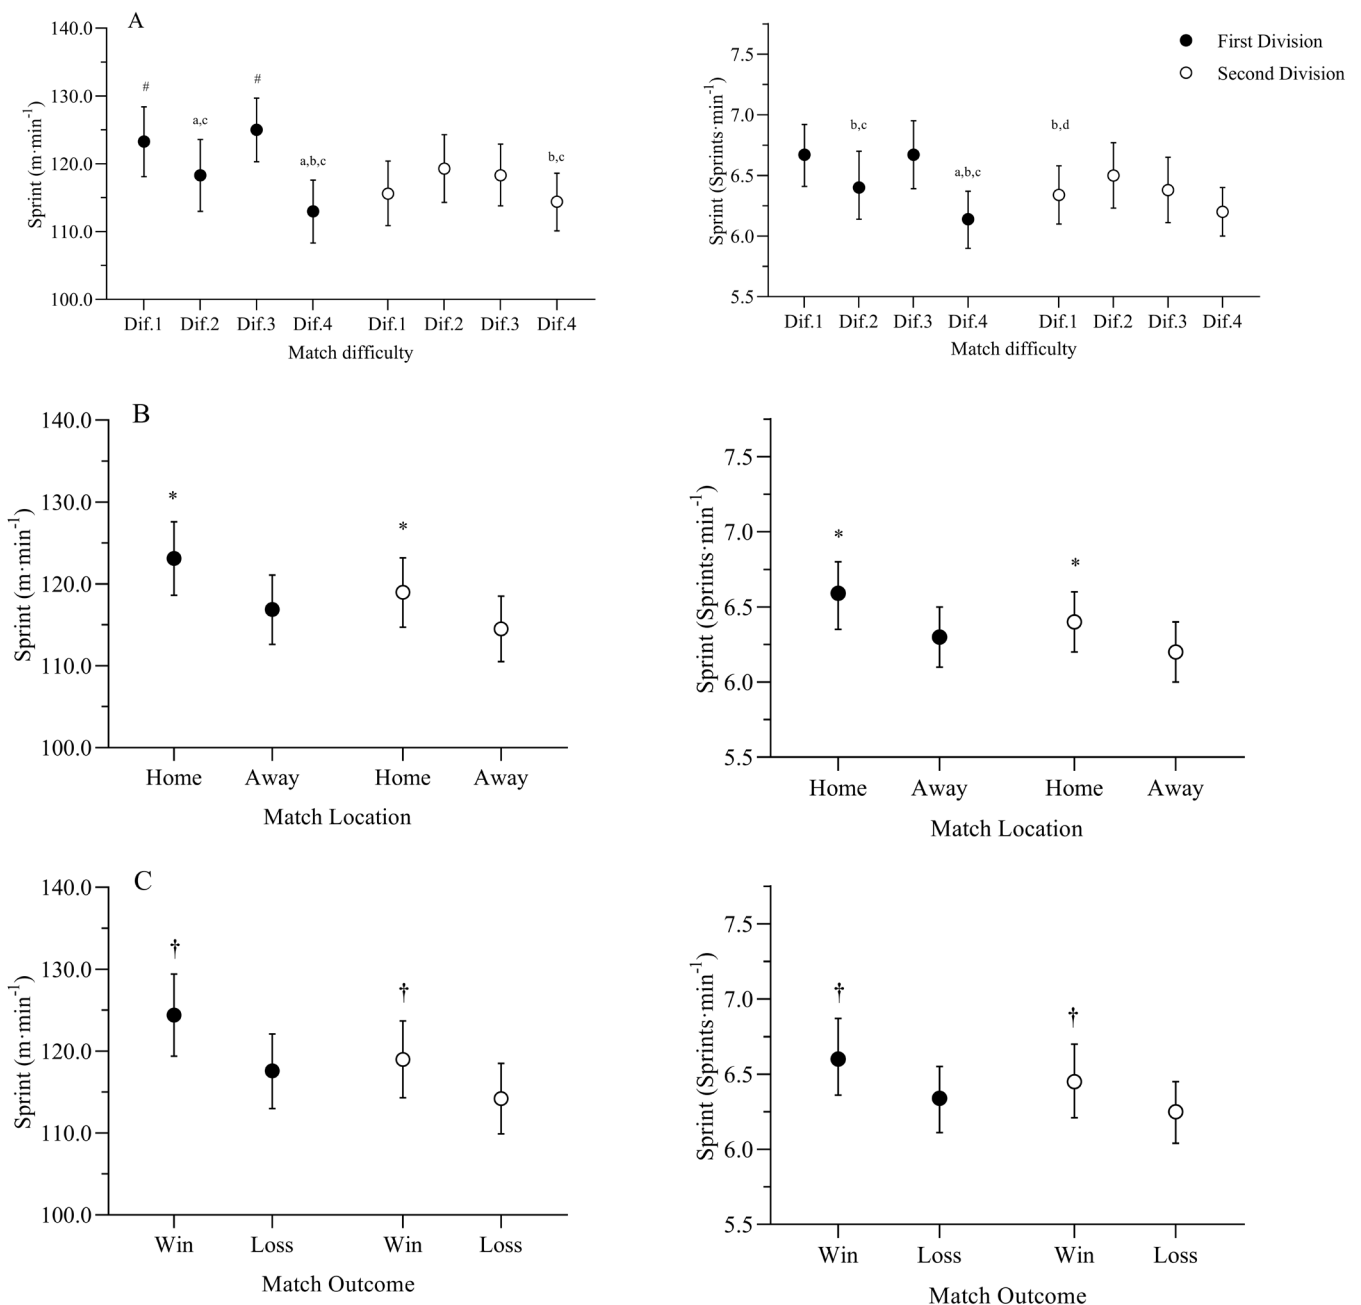 A
140.0
130.0
120.0
110.0
100.0
Sprint (m·min⁻¹)
#
a,c
#
a,b,c
b,c
Dif.1 Dif.2 Dif.3 Dif.4 Dif.1 Dif.2 Dif.3 Dif.4
Match difficulty
First Division
Second Division
7.5
7.0
6.5
6.0
5.5
Sprint (Sprints·min⁻¹)
b,c
a,b,c
b,d
Dif.1 Dif.2 Dif.3 Dif.4 Dif.1 Dif.2 Dif.3 Dif.4
Match difficulty
B
140.0
130.0
120.0
110.0
100.0
Sprint (m·min⁻¹)
*
*
Home Away Home Away
Match Location
7.5
7.0
6.5
6.0
5.5
Sprint (Sprints·min⁻¹)
*
*
Home Away Home Away
Match Location
C
140.0
130.0
120.0
110.0
100.0
Sprint (m·min⁻¹)
†
†
Win Loss Win Loss
Match Outcome
7.5
7.0
6.5
6.0
5.5
Sprint (Sprints·min⁻¹)
†
†
Win Loss Win Loss
Match Outcome